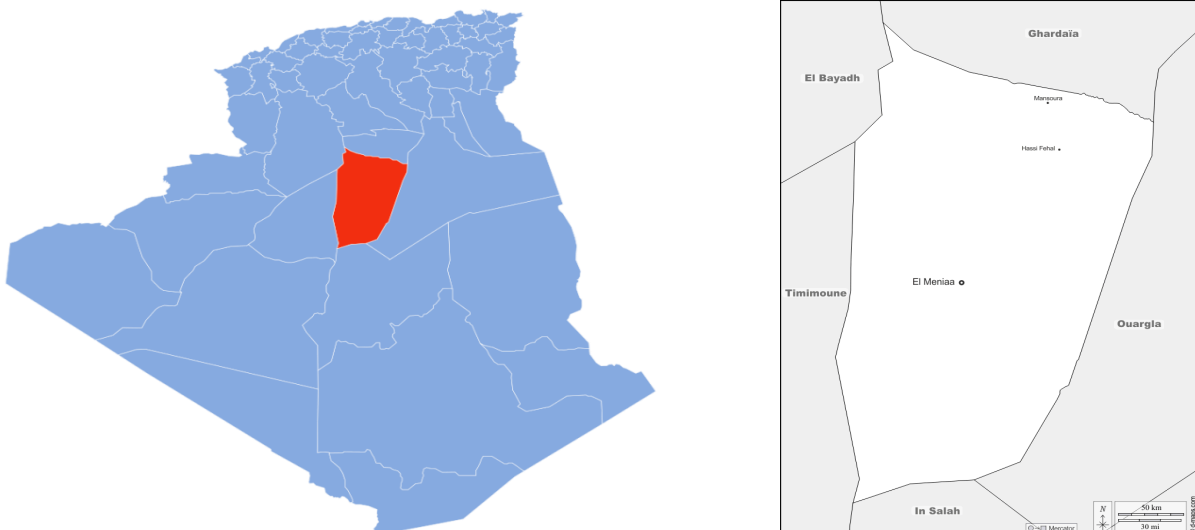 Ghardaïa
El Bayadh
Mansoura
Hassi Fehal
El Meniaa
Timimoune
Ouargla
In Salah
N
50 km
30 mi
Mercator